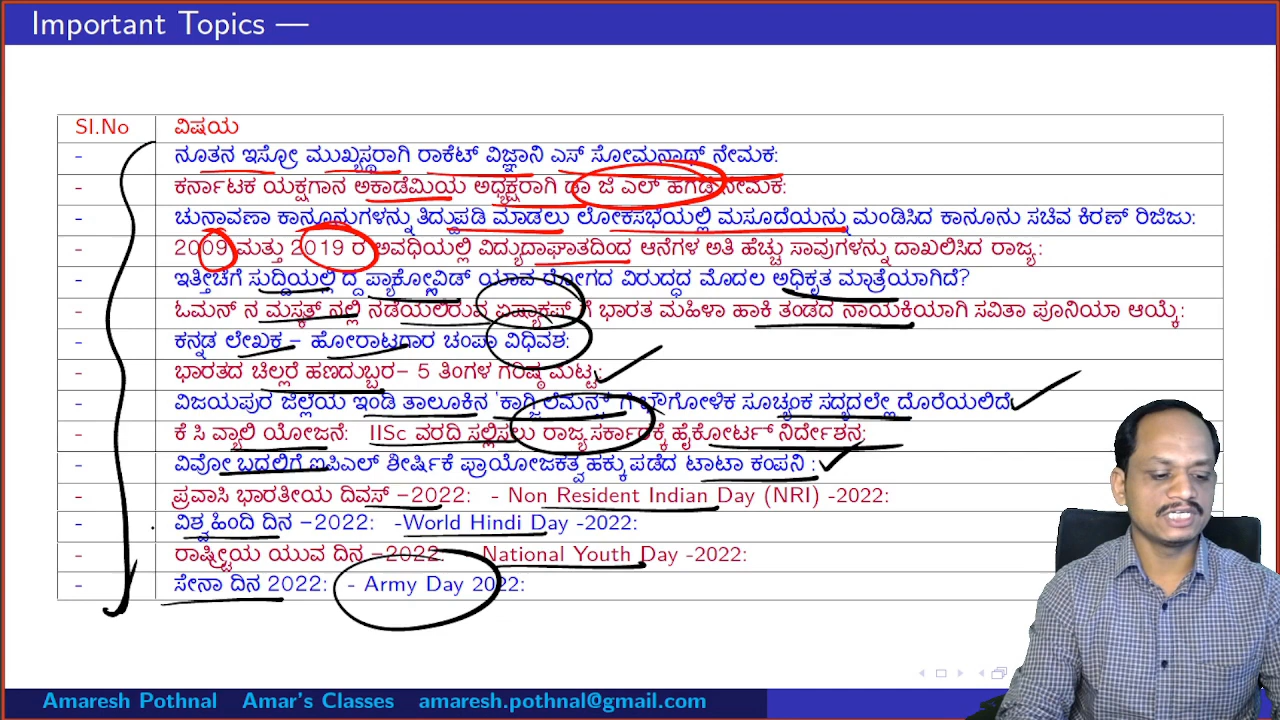 Important Topics —
Sl.No ವಿಷಯ
- ನೂತನ ಇಸ್ರೋ ಮುಖ್ಯಸ್ಥರಾಗಿ ರಾಕೆಟ್ ವಿಜ್ಞಾನಿ ಎಸ್ ಸೋಮನಾಥ್ ನೇಮಕ:
- ಕರ್ನಾಟಕ ಯಕ್ಷಗಾನ ಅಕಾಡೆಮಿಯ ಅಧ್ಯಕ್ಷರಾಗಿ ಡಾ ಜಿ ಎಲ್ ಹೆಗಡೆ ನೇಮಕ:
- ಚುನಾವಣಾ ಕಾನೂನುಗಳನ್ನು ತಿದ್ದುಪಡಿ ಮಾಡಲು ಲೋಕಸಭೆಯಲ್ಲಿ ಮಸೂದೆಯನ್ನು ಮಂಡಿಸಿದ ಕಾನೂನು ಸಚಿವ ಕಿರಣ್ ರಿಜಿಜು:
- 2009 ಮತ್ತು 2019 ರ ಅವಧಿಯಲ್ಲಿ ವಿದ್ಯುದಾಘಾತದಿಂದ ಆನೆಗಳ ಅತಿ ಹೆಚ್ಚು ಸಾವುಗಳನ್ನು ದಾಖಲಿಸಿದ ರಾಜ್ಯ:
- ಇತ್ತೀಚೆಗೆ ಸುದ್ದಿಯಲ್ಲಿ ದ್ದ ಪ್ಯಾಕ್ಸ್ಲೋವಿಡ್ ಯಾವ ರೋಗದ ವಿರುದ್ಧದ ಮೊದಲ ಅಧಿಕೃತ ಮಾತ್ರೆಯಾಗಿದೆ?
- ಓಮನ್ ನ ಮಸ್ಕತ್ ನಲ್ಲಿ ನಡೆಯಲಿರುವ ಏಷ್ಯಾಕಪ್ ಗೆ ಭಾರತ ಮಹಿಳಾ ಹಾಕಿ ತಂಡದ ನಾಯಕಿಯಾಗಿ ಸವಿತಾ ಪೂನಿಯಾ ಆಯ್ಕೆ:
- ಕನ್ನಡ ಲೇಖಕ – ಹೋರಾಟಗಾರ ಚಂಪಾ ವಿಧಿವಶ:
- ಭಾರತದ ಚಿಲ್ಲರೆ ಹಣದುಬ್ಬರ– 5 ತಿಂಗಳ ಗರಿಷ್ಠ ಮಟ್ಟ:
- ವಿಜಯಪುರ ಜಿಲ್ಲೆಯ ಇಂಡಿ ತಾಲೂಕಿನ 'ಕಾಗ್ಜಿ ಲೆಮನ್' ಗೆ ಭೌಗೋಳಿಕ ಸೂಚ್ಯಂಕ ಸದ್ಯದಲ್ಲೇ ದೊರೆಯಲಿದೆ
- ಕೆ ಸಿ ವ್ಯಾಲಿ ಯೋಜನೆ: IISc ವರದಿ ಸಲ್ಲಿಸಲು ರಾಜ್ಯಸರ್ಕಾರಕ್ಕೆ ಹೈಕೋರ್ಟ್ ನಿರ್ದೇಶನ:
- ವಿವೋ ಬದಲಿಗೆ ಐಪಿಎಲ್ ಶೀರ್ಷಿಕೆ ಪ್ರಾಯೋಜಕತ್ವ ಹಕ್ಕು ಪಡೆದ ಟಾಟಾ ಕಂಪನಿ :
- ಪ್ರವಾಸಿ ಭಾರತೀಯ ದಿವಸ್ –2022: - Non Resident Indian Day (NRI) -2022:
- ವಿಶ್ವ ಹಿಂದಿ ದಿನ –2022: -World Hindi Day -2022:
- ರಾಷ್ಟ್ರೀಯ ಯುವ ದಿನ –2022: National Youth Day -2022:
- ಸೇನಾ ದಿನ 2022: - Army Day 2022:
Amaresh Pothnal Amar's Classes amaresh.pothnal@gmail.com